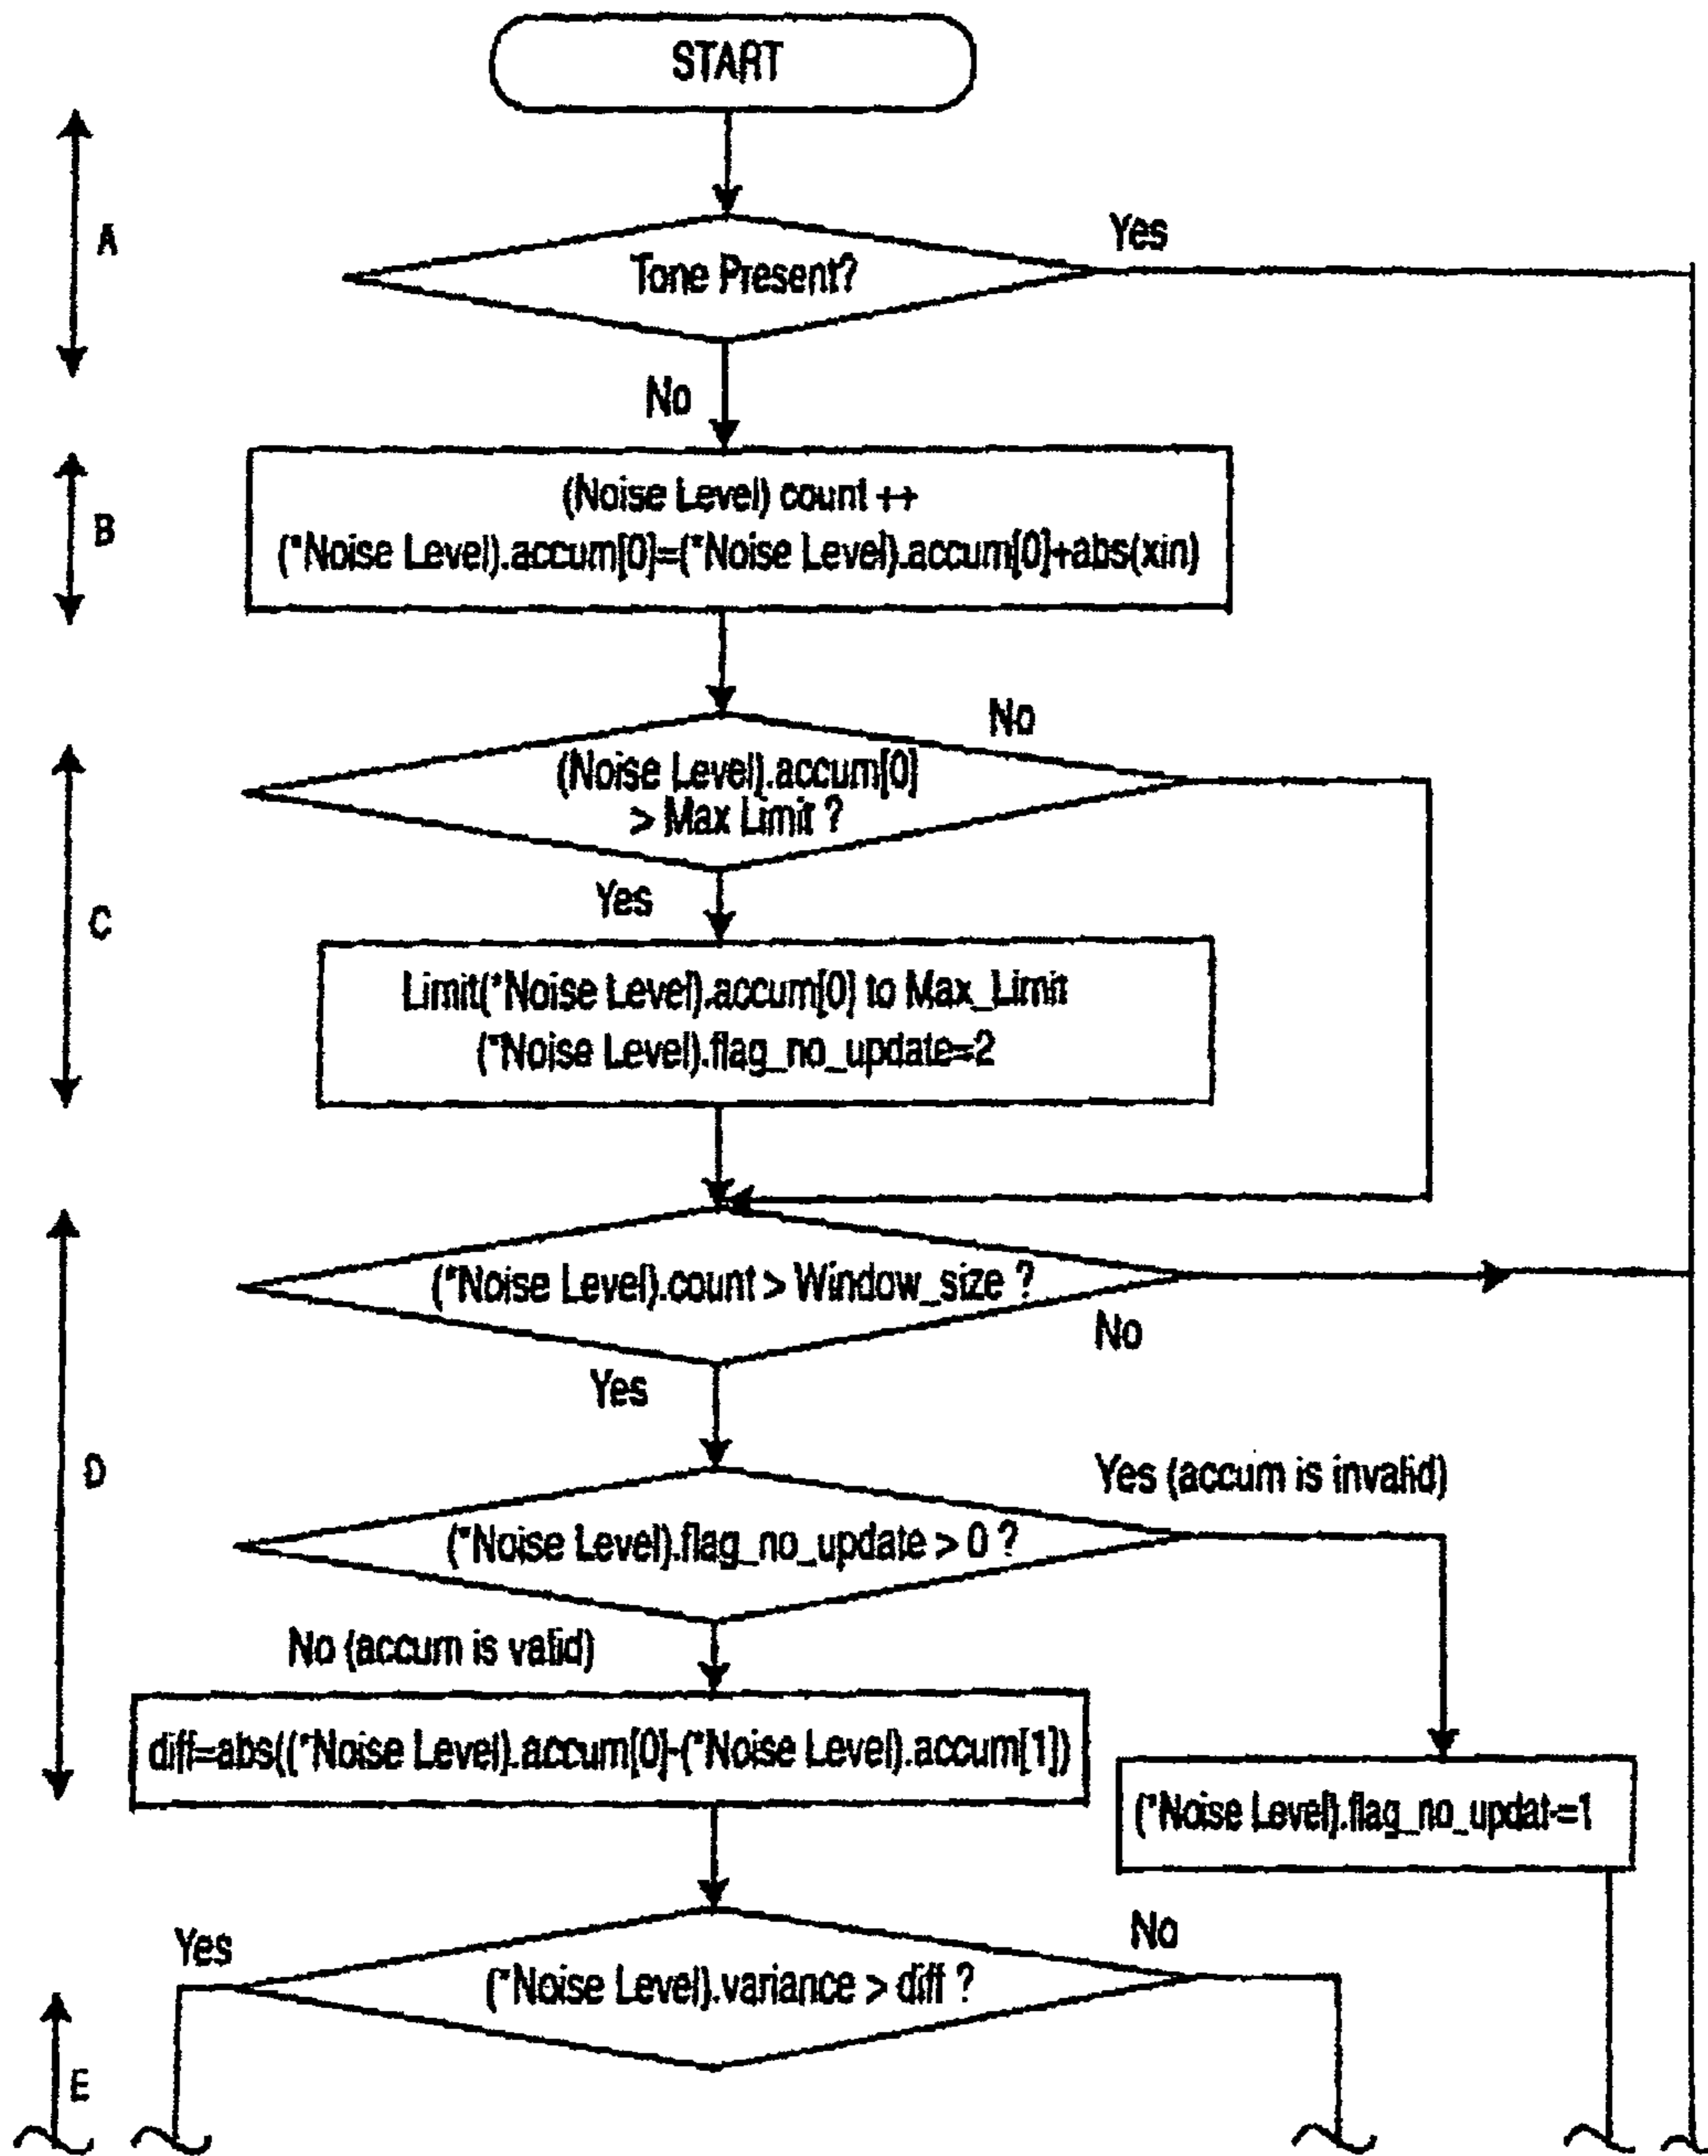 START
A
Tone Present?
Yes
No
B
(Noise Level) count ++
(*Noise Level).accum[0]=(*Noise Level).accum[0]+abs(xin)
C
(Noise Level).accum[0]
> Max Limit ?
No
Yes
Limit(*Noise Level).accum[0] to Max_Limit
(*Noise Level).flag_no_update=2
D
(*Noise Level).count > Window_size ?
No
Yes
(*Noise Level).flag_no_update > 0 ?
Yes (accum is invalid)
No (accum is valid)
diff=abs((*Noise Level).accum[0]-(*Noise Level).accum[1])
(*Noise Level).flag_no_updat-=1
Yes
No
(*Noise Level).variance > diff ?
E